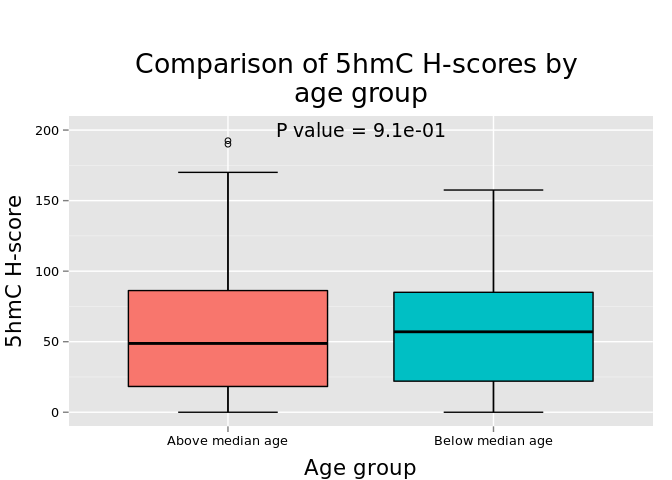 Comparison of 5hmC H-scores by
age group
P value = 9.1e-01
5hmC H-score
200
150
100
50
0
Above median age
Below median age
Age group